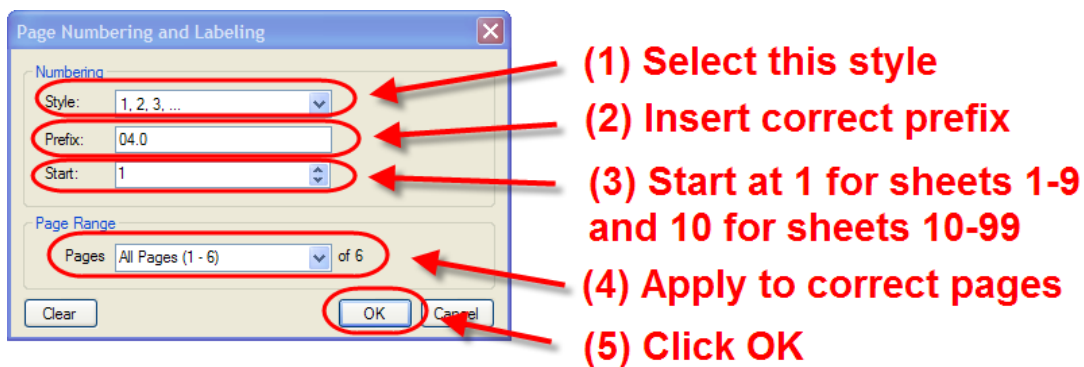 Page Numbering and Labeling
Numbering
Style: 1, 2, 3, ...
Prefix: 04.0
Start: 1
Page Range
Pages All Pages (1 - 6) of 6
Clear OK Cancel
(1) Select this style
(2) Insert correct prefix
(3) Start at 1 for sheets 1-9
and 10 for sheets 10-99
(4) Apply to correct pages
(5) Click OK